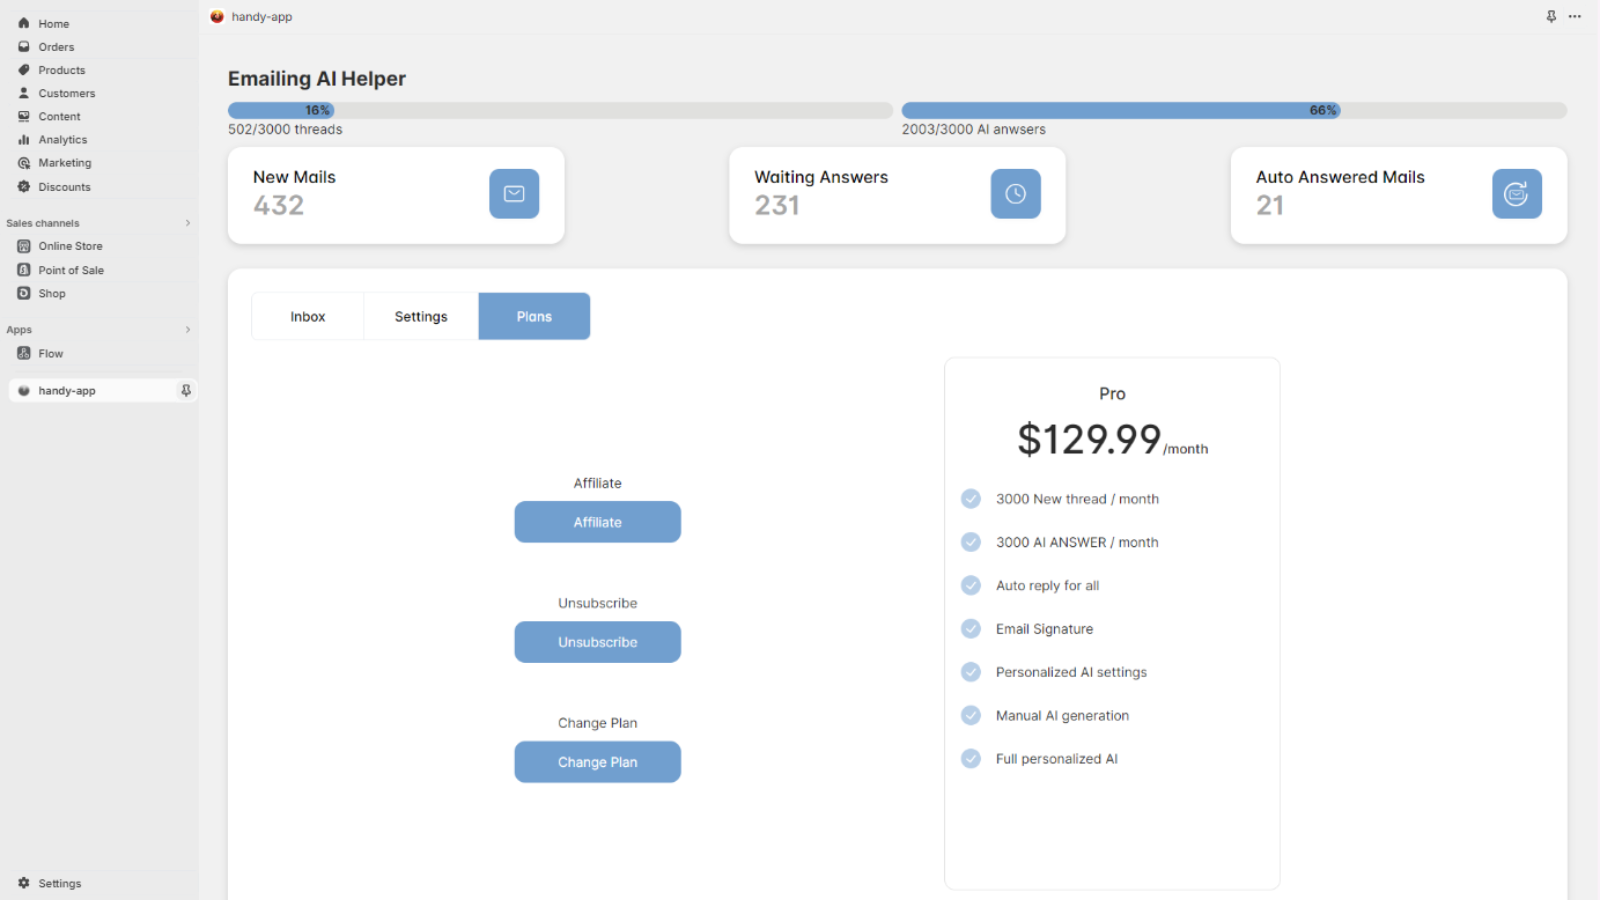 Home
Orders
Products
Customers
Content
Analytics
Marketing
Discounts
Sales channels
Online Store
Point of Sale
Shop
Apps
Flow
handy-app
Settings
handy-app
Emailing AI Helper
16%
502/3000 threads
66%
2003/3000 AI anwsers
New Mails
432
Waiting Answers
231
Auto Answered Mails
21
Inbox
Settings
Plans
Affiliate
Affiliate
Unsubscribe
Unsubscribe
Change Plan
Change Plan
Pro
$129.99/month
3000 New thread / month
3000 AI ANSWER / month
Auto reply for all
Email Signature
Personalized AI settings
Manual AI generation
Full personalized AI